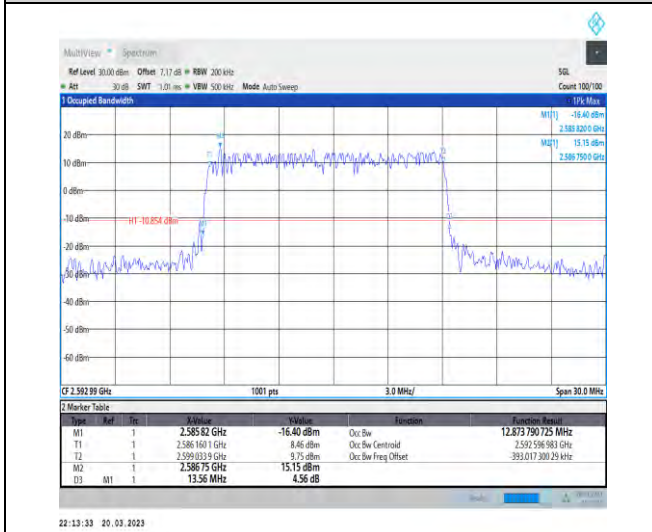 MultiView Spectrum
Ref Level 30.00 dBm Offset 7.17 dB RBW 200 kHz SGL
Att 30 dB SWT 1.01 ms VBW 500 kHz Mode Auto Sweep Count 100/100
1 Occupied Bandwidth 1Pk Max
M1[1] -16.40 dBm
2.585 820 0 GHz
M2[1] 15.15 dBm
2.586 750 0 GHz
20 dBm
10 dBm
0 dBm
-10 dBm
H1 -10.854 dBm
-20 dBm
-30 dBm
-40 dBm
-50 dBm
-60 dBm
CF 2.592 99 GHz 1001 pts 3.0 MHz/ Span 30.0 MHz
2 Marker Table
Type Ref Trc X-Value Y-Value Function Function Result
M1 1 2.585 82 GHz -16.40 dBm Occ Bw 12.873 790 725 MHz
T1 1 2.586 160 1 GHz 8.46 dBm Occ Bw Centroid 2.592 596 983 GHz
T2 1 2.599 033 9 GHz 9.75 dBm Occ Bw Freq Offset -393.017 300 29 kHz
M2 1 2.586 75 GHz 15.15 dBm
D3 M1 1 13.56 MHz 4.56 dB
22:13:33 20.03.2023